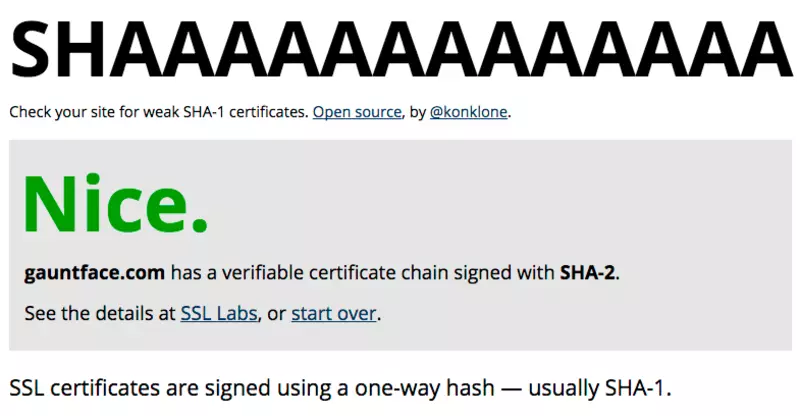 SHAAAAAAAAAAAAAAA
Check your site for weak SHA-1 certificates. Open source, by @konklone.
Nice.
gauntface.com has a verifiable certificate chain signed with SHA-2.
See the details at SSL Labs, or start over.
SSL certificates are signed using a one-way hash — usually SHA-1.